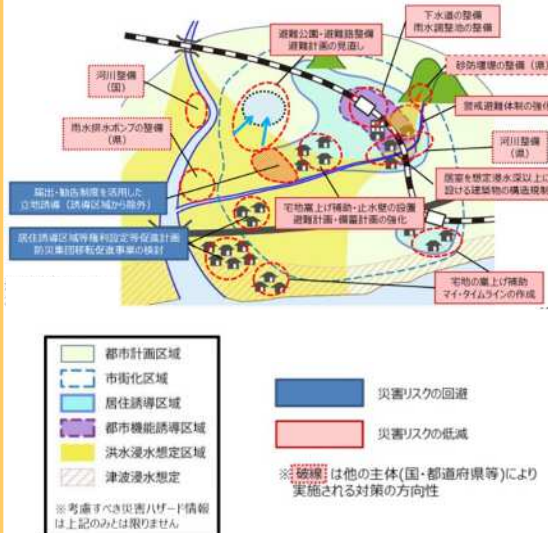 下水道の整備
雨水調整池の整備
避難公園・避難路整備
避難計画の見直し
砂防堰堤の整備（県）
河川整備
（国）
警戒避難体制の強化
雨水排水ポンプの整備
（県）
河川整備
（県）
届出・勧告制度を活用した
立地誘導（誘導区域から除外）
居室を想定浸水深以上に
設ける建築物の構造規制
宅地嵩上げ補助・止水壁の設置
避難計画・備蓄計画の強化
居住誘導区域等権利設定等促進計画
防災集団移転促進事業の検討
宅地の嵩上げ補助
マイ・タイムラインの作成
都市計画区域
市街化区域
居住誘導区域
都市機能誘導区域
洪水浸水想定区域
津波浸水想定
※考慮すべき災害ハザード情報
は上記のみとは限りません
災害リスクの回避
災害リスクの低減
※破線は他の主体(国・都道府県等)により
実施される対策の方向性